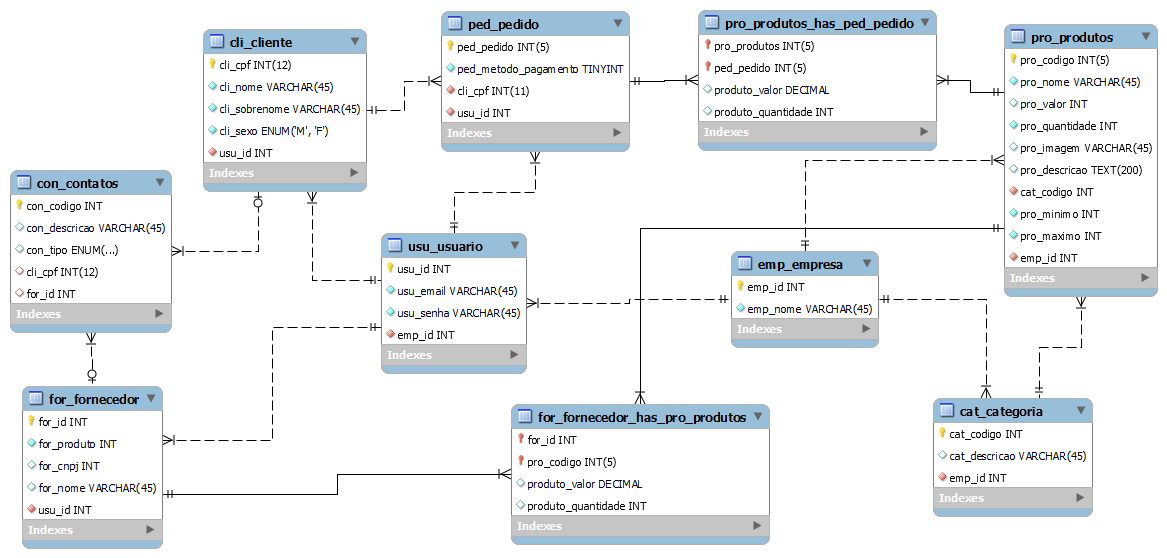 cli_cliente
cli_cpf INT(12)
cli_nome VARCHAR(45)
cli_sobrenome VARCHAR(45)
cli_sexo ENUM('M', 'F')
usu_id INT
Indexes
ped_pedido
ped_pedido INT(5)
ped_metodo_pagamento TINYINT
cli_cpf INT(11)
usu_id INT
Indexes
pro_produtos_has_ped_pedido
pro_produtos INT(5)
ped_pedido INT(5)
produto_valor DECIMAL
produto_quantidade INT
Indexes
pro_produtos
pro_codigo INT(5)
pro_nome VARCHAR(45)
pro_valor INT
pro_quantidade INT
pro_imagem VARCHAR(45)
pro_descricao TEXT(200)
cat_codigo INT
pro_minimo INT
pro_maximo INT
emp_id INT
Indexes
con_contatos
con_codigo INT
con_descricao VARCHAR(45)
con_tipo ENUM(...)
cli_cpf INT(12)
for_id INT
Indexes
usu_usuario
usu_id INT
usu_email VARCHAR(45)
usu_senha VARCHAR(45)
emp_id INT
Indexes
emp_empresa
emp_id INT
emp_nome VARCHAR(45)
Indexes
for_fornecedor
for_id INT
for_produto INT
for_cnpj INT
for_nome VARCHAR(45)
usu_id INT
Indexes
for_fornecedor_has_pro_produtos
for_id INT
pro_codigo INT(5)
produto_valor DECIMAL
produto_quantidade INT
Indexes
cat_categoria
cat_codigo INT
cat_descricao VARCHAR(45)
emp_id INT
Indexes